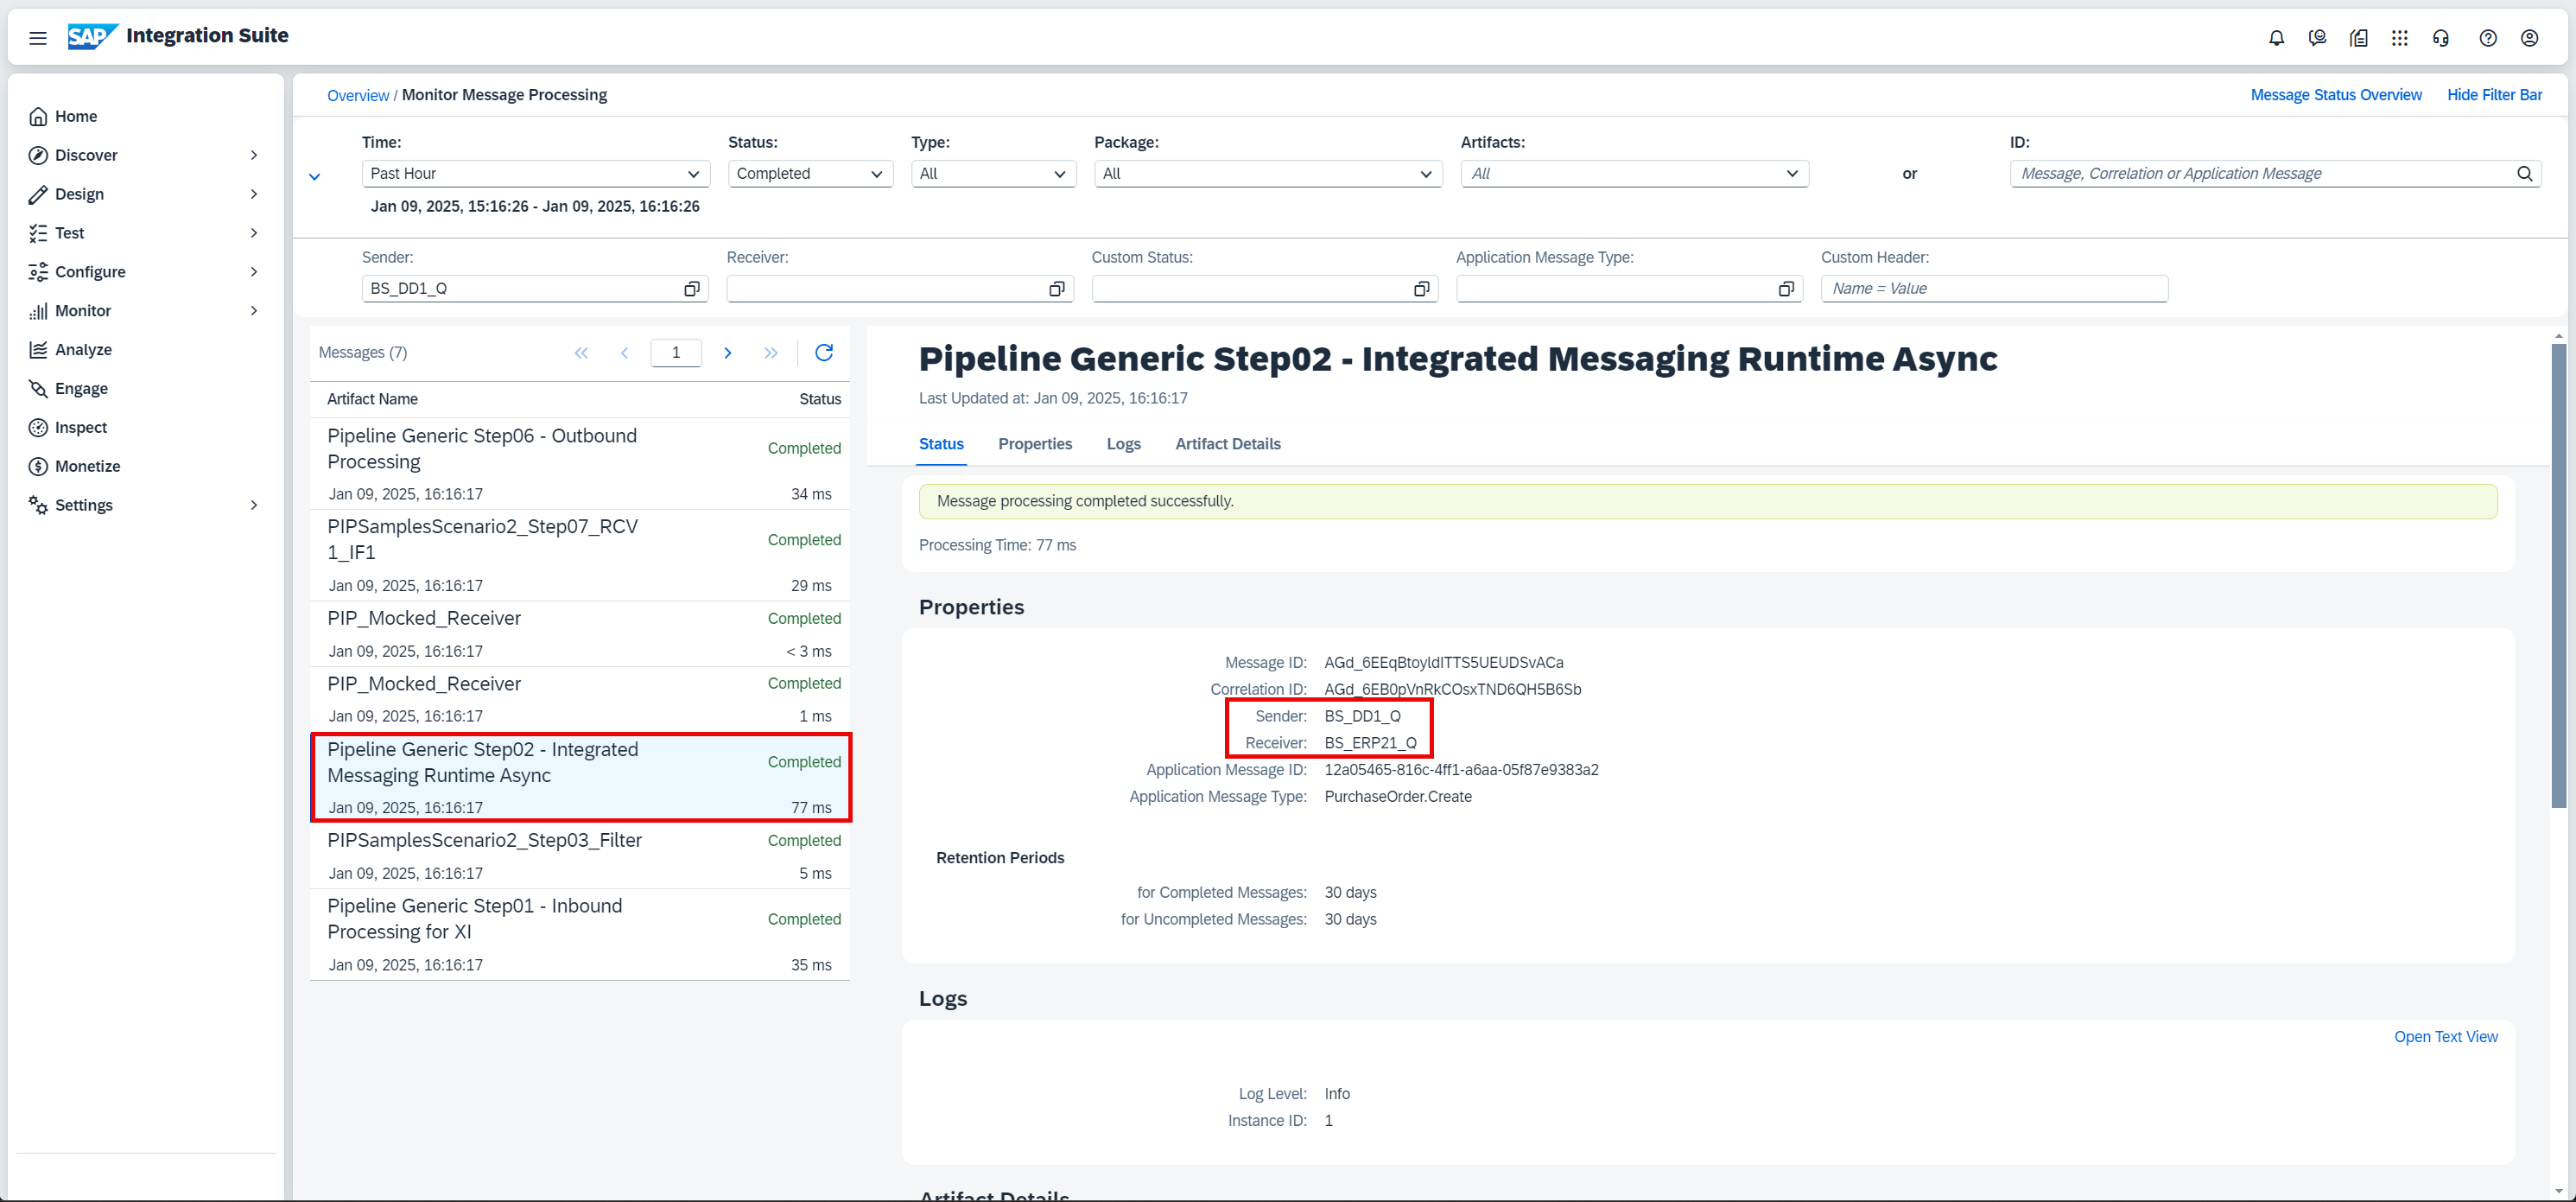 SAP Integration Suite
Home
Discover
Design
Test
Configure
Monitor
Analyze
Engage
Inspect
Monetize
Settings
Overview / Monitor Message Processing
Message Status Overview Hide Filter Bar
Time: Status: Type: Package: Artifacts: ID:
Past Hour Completed All All All or Message, Correlation or Application Message
Jan 09, 2025, 15:16:26 - Jan 09, 2025, 16:16:26
Sender: Receiver: Custom Status: Application Message Type: Custom Header:
BS_DD1_Q Name = Value
Messages (7) 1
Artifact Name Status
Pipeline Generic Step06 - Outbound
Processing
Completed
Jan 09, 2025, 16:16:17 34 ms
PIPSamplesScenario2_Step07_RCV
1_IF1
Completed
Jan 09, 2025, 16:16:17 29 ms
PIP_Mocked_Receiver Completed
Jan 09, 2025, 16:16:17 < 3 ms
PIP_Mocked_Receiver Completed
Jan 09, 2025, 16:16:17 1 ms
Pipeline Generic Step02 - Integrated
Messaging Runtime Async
Completed
Jan 09, 2025, 16:16:17 77 ms
PIPSamplesScenario2_Step03_Filter Completed
Jan 09, 2025, 16:16:17 5 ms
Pipeline Generic Step01 - Inbound
Processing for XI
Completed
Jan 09, 2025, 16:16:17 35 ms
Pipeline Generic Step02 - Integrated Messaging Runtime Async
Last Updated at: Jan 09, 2025, 16:16:17
Status Properties Logs Artifact Details
Message processing completed successfully.
Processing Time: 77 ms
Properties
Message ID: AGd_6EEqBtoyldITTS5UEUDSvACa
Correlation ID: AGd_6EB0pVnRkCOsxTND6QH5B6Sb
Sender: BS_DD1_Q
Receiver: BS_ERP21_Q
Application Message ID: 12a05465-816c-4ff1-a6aa-05f87e9383a2
Application Message Type: PurchaseOrder.Create
Retention Periods
for Completed Messages: 30 days
for Uncompleted Messages: 30 days
Logs
Open Text View
Log Level: Info
Instance ID: 1
Artifact Details